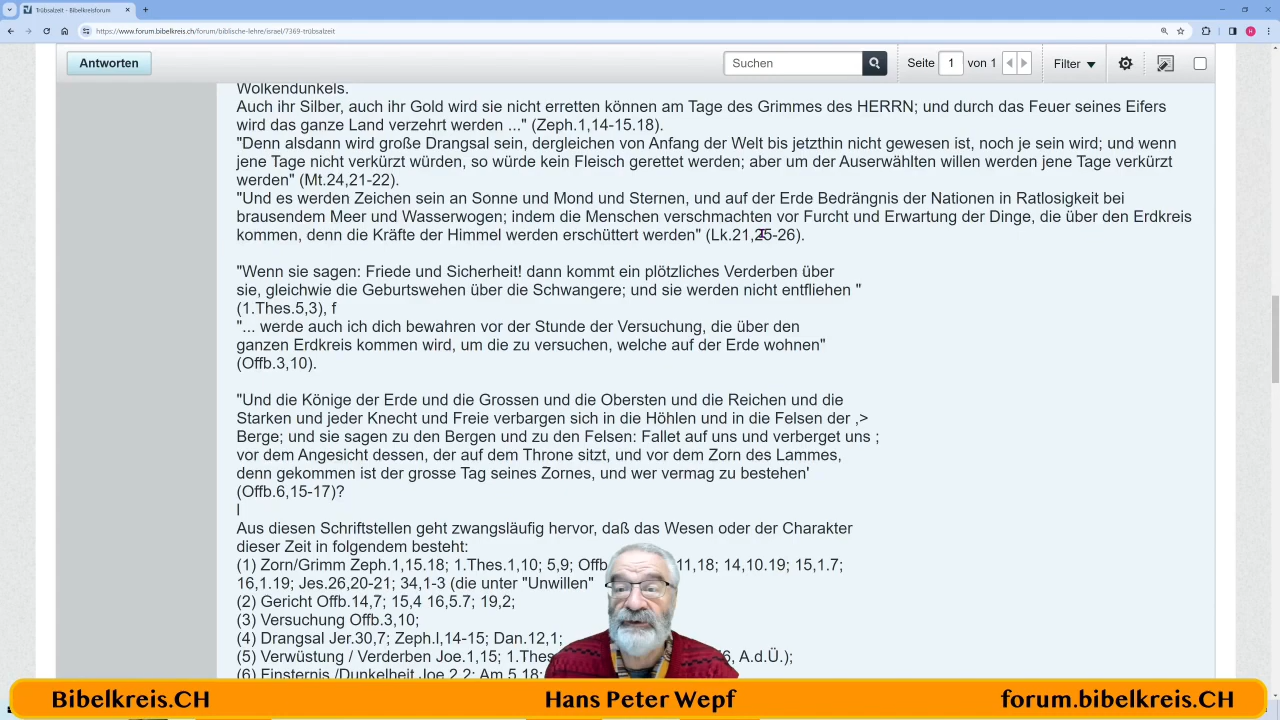 Trübsalzeit - Bibelkreisforum
https://www.forum.bibelkreis.ch/forum/biblische-lehre/israel/7369-trübsalzeit
Antworten
Suchen
Seite 1 von 1
Filter
Wolkendunkels.
Auch ihr Silber, auch ihr Gold wird sie nicht erretten können am Tage des Grimmes des HERRN; und durch das Feuer seines Eifers
wird das ganze Land verzehrt werden ..." (Zeph.1,14-15.18).
"Denn alsdann wird große Drangsal sein, dergleichen von Anfang der Welt bis jetzthin nicht gewesen ist, noch je sein wird; und wenn
jene Tage nicht verkürzt würden, so würde kein Fleisch gerettet werden; aber um der Auserwählten willen werden jene Tage verkürzt
werden" (Mt.24,21-22).
"Und es werden Zeichen sein an Sonne und Mond und Sternen, und auf der Erde Bedrängnis der Nationen in Ratlosigkeit bei
brausendem Meer und Wasserwogen; indem die Menschen verschmachten vor Furcht und Erwartung der Dinge, die über den Erdkreis
kommen, denn die Kräfte der Himmel werden erschüttert werden" (Lk.21,25-26).
"Wenn sie sagen: Friede und Sicherheit! dann kommt ein plötzliches Verderben über
sie, gleichwie die Geburtswehen über die Schwangere; und sie werden nicht entfliehen "
(1.Thes.5,3), f
"... werde auch ich dich bewahren vor der Stunde der Versuchung, die über den
ganzen Erdkreis kommen wird, um die zu versuchen, welche auf der Erde wohnen"
(Offb.3,10).
"Und die Könige der Erde und die Grossen und die Obersten und die Reichen und die
Starken und jeder Knecht und Freie verbargen sich in die Höhlen und in die Felsen der ,>
Berge; und sie sagen zu den Bergen und zu den Felsen: Fallet auf uns und verberget uns ;
vor dem Angesicht dessen, der auf dem Throne sitzt, und vor dem Zorn des Lammes,
denn gekommen ist der grosse Tag seines Zornes, und wer vermag zu bestehen'
(Offb.6,15-17)?
l
Aus diesen Schriftstellen geht zwangsläufig hervor, daß das Wesen oder der Charakter
dieser Zeit in folgendem besteht:
(1) Zorn/Grimm Zeph.1,15.18; 1.Thes.1,10; 5,9; Offb 11,18; 14,10.19; 15,1.7;
16,1.19; Jes.26,20-21; 34,1-3 (die unter "Unwillen"
(2) Gericht Offb.14,7; 15,4 16,5.7; 19,2;
(3) Versuchung Offb.3,10;
(4) Drangsal Jer.30,7; Zeph.l,14-15; Dan.12,1;
(5) Verwüstung / Verderben Joe.1,15; 1.Thes A.d.Ü.);
(6) Finsternis /Dunkelheit Joe.2,2; Am.5,18;
Bibelkreis.CH
Hans Peter Wepf
forum.bibelkreis.CH